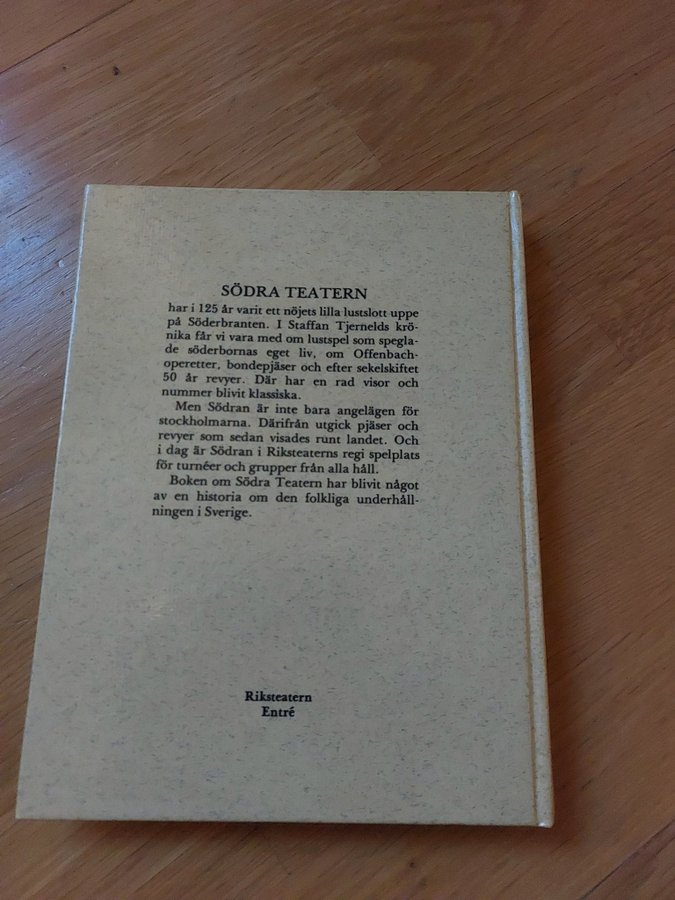 SÖDRA TEATERN
har i 125 år varit ett nöjets lilla lustslott uppe
på Söderbranten. I Staffan Tjernelds krö-
nika får vi vara med om lustspel som spegla-
de söderbornas eget liv, om Offenbach-
operetter, bondepjäser och efter sekelskiftet
50 år revyer. Där har en rad visor och
nummer blivit klassiska.
Men Södran är inte bara angelägen för
stockholmarna. Därifrån utgick pjäser och
revyer som sedan visades runt landet. Och
i dag är Södran i Riksteaterns regi spelplats
för turnéer och grupper från alla håll.
Boken om Södra Teatern har blivit något
av en historia om den folkliga underhåll-
ningen i Sverige.
Riksteatern
Entré